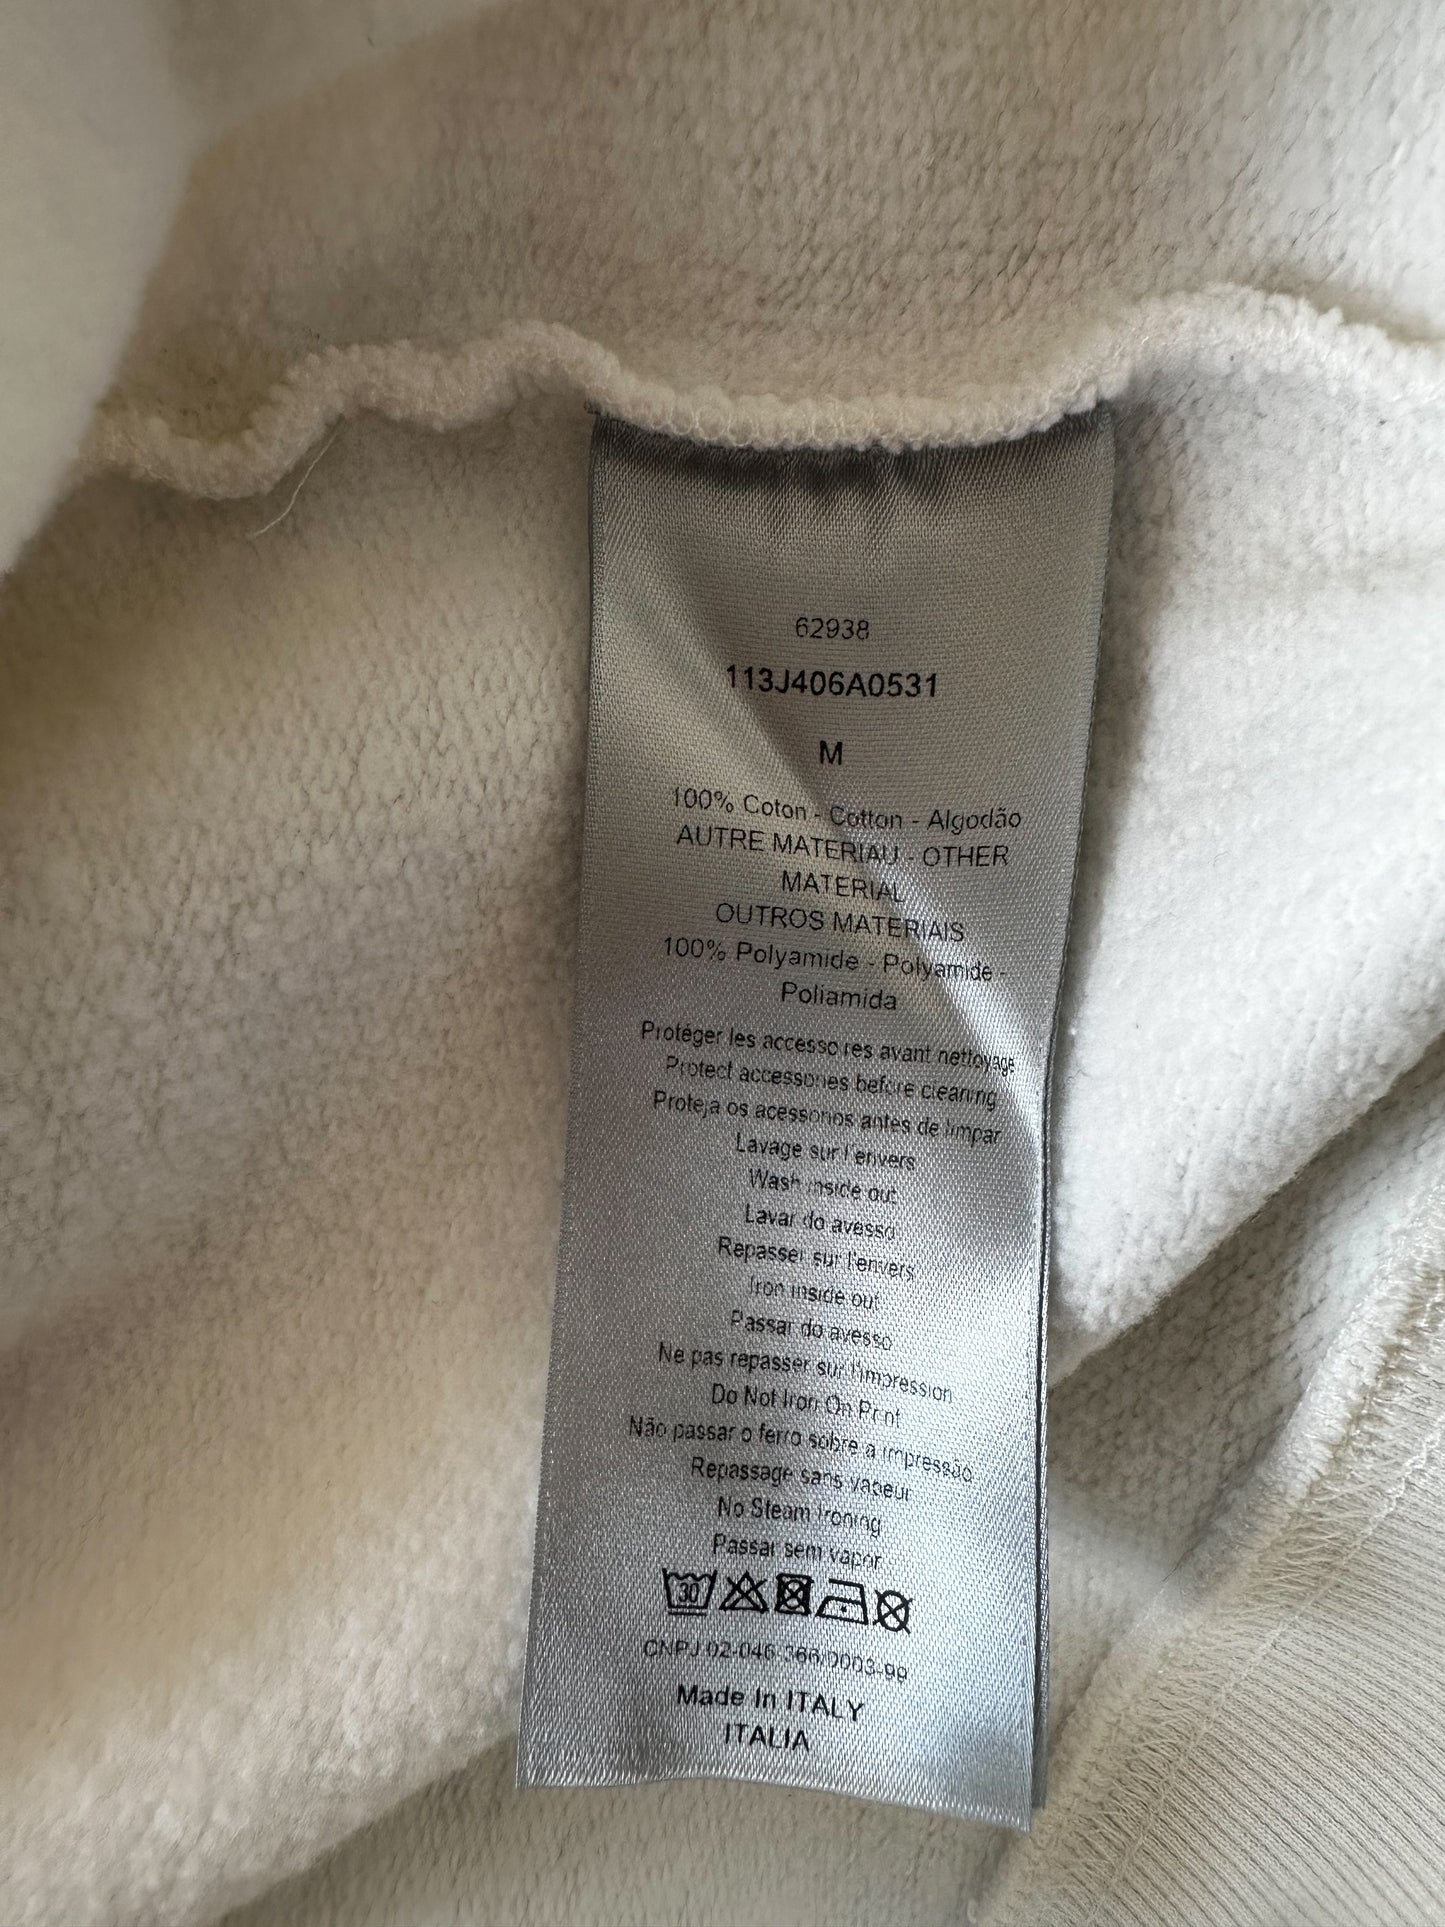 62938
113J406A0531
M
100% Coton - Cotton - Algodão
AUTRE MATERIAU - OTHER
MATERIAL
OUTROS MATERIAIS
100% Polyamide - Polyamide -
Poliamida
Protéger les accessoires avant nettoyage
Protect accessories before cleaning
Proteja os acessorios antes de limpar
Lavage sur l'envers
Wash inside out
Lavar do avesso
Repasser sur l'envers
Iron inside out
Passar do avesso
Ne pas repasser sur l'impression
Do Not Iron On Print
Não passar o ferro sobre a impressão
Repassage sans vapeur
No Steam Ironing
Passar sem vapor
30
CNPJ 02-046-366/0003-99
Made In ITALY
ITALIA